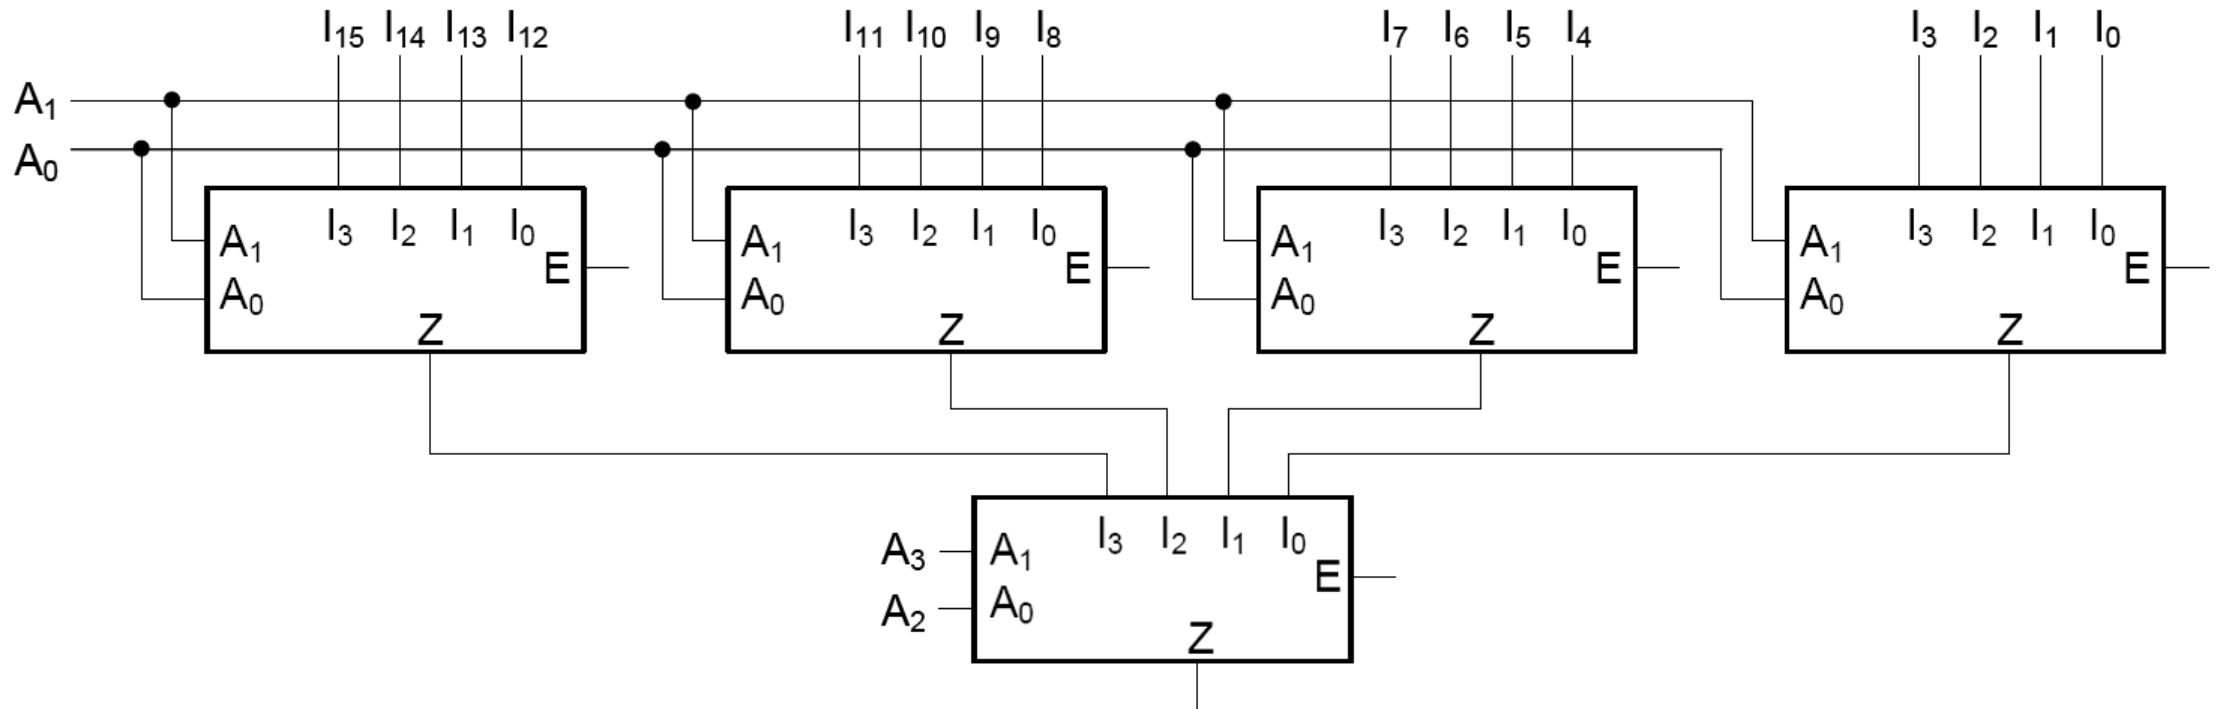 I₁₅ I₁₄ I₁₃ I₁₂ I₁₁ I₁₀ I₉ I₈ I₇ I₆ I₅ I₄ I₃ I₂ I₁ I₀
A₁
A₀
I₃ I₂ I₁ I₀ I₃ I₂ I₁ I₀ I₃ I₂ I₁ I₀ I₃ I₂ I₁ I₀
A₁ A₁ A₁ A₁
E E E E
A₀ A₀ A₀ A₀
Z Z Z Z
I₃ I₂ I₁ I₀
A₃ A₁
E
A₂ A₀
Z